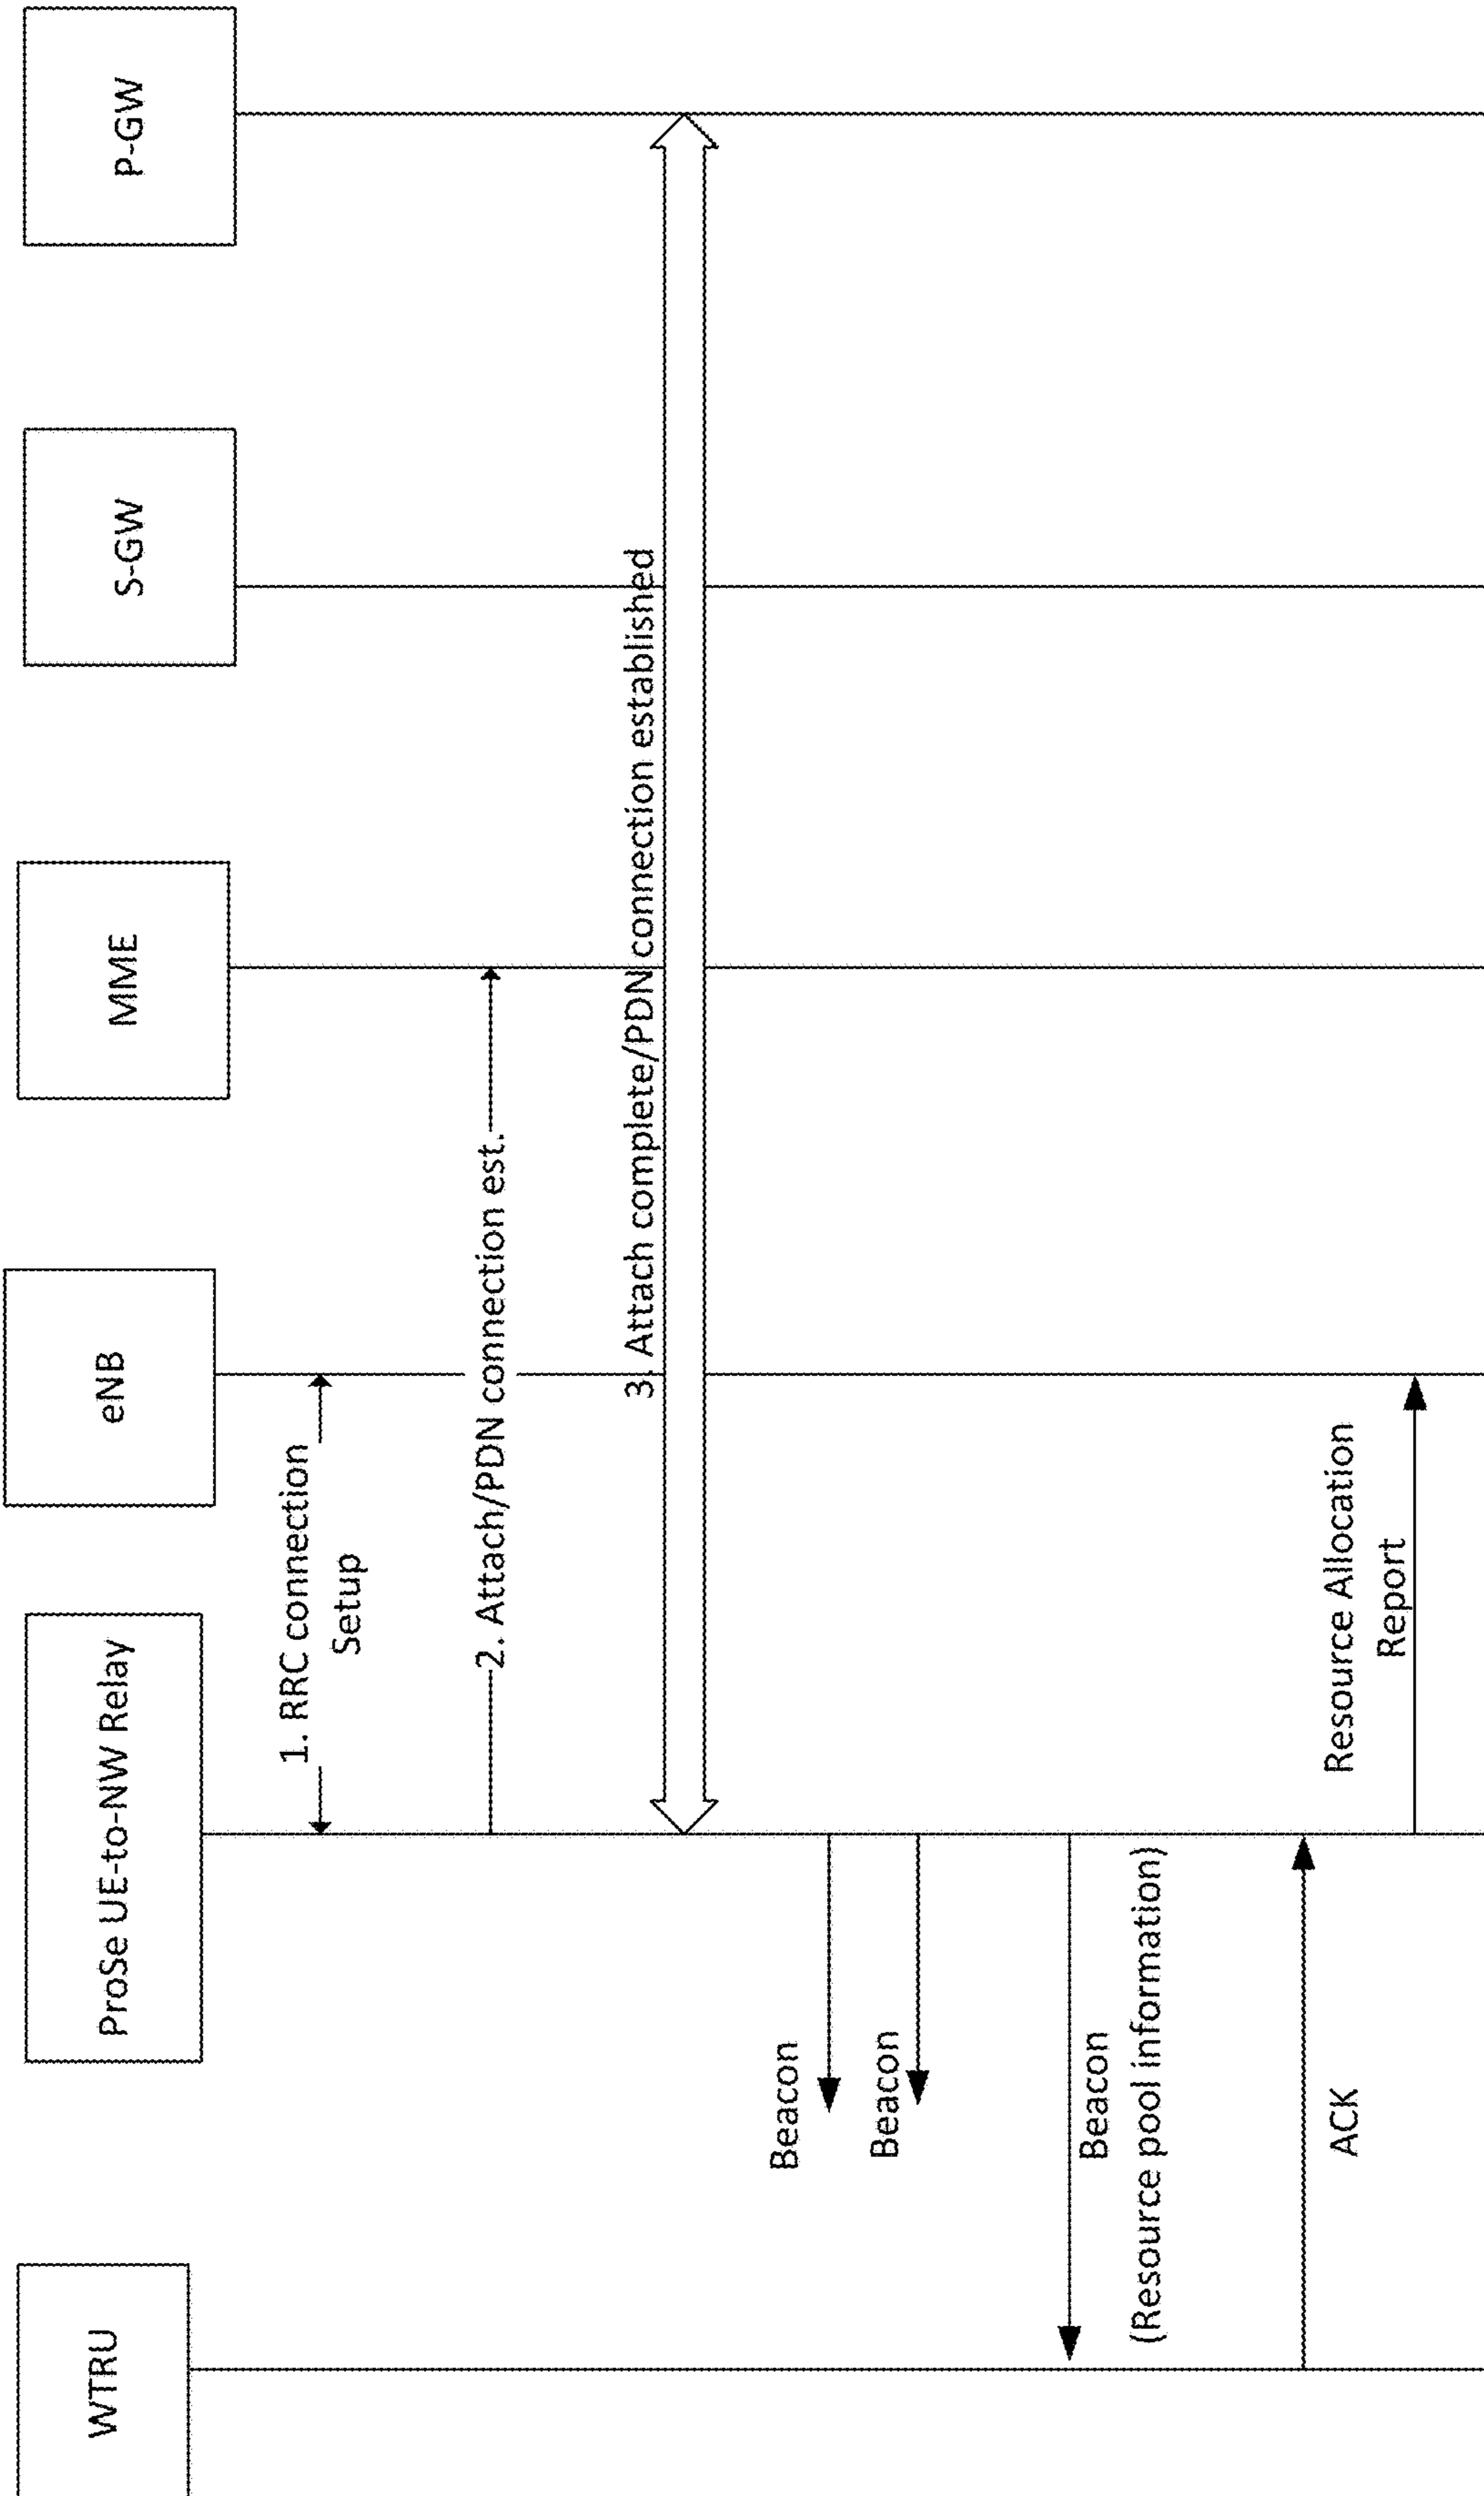 WTRU
ProSe UE-to-NW Relay
eNB
MME
S-GW
P-GW
1. RRC connection
Setup
2. Attach/PDN connection est.
3. Attach complete/PDN connection established
Beacon
Beacon
Beacon
(Resource pool information)
ACK
Resource Allocation
Report